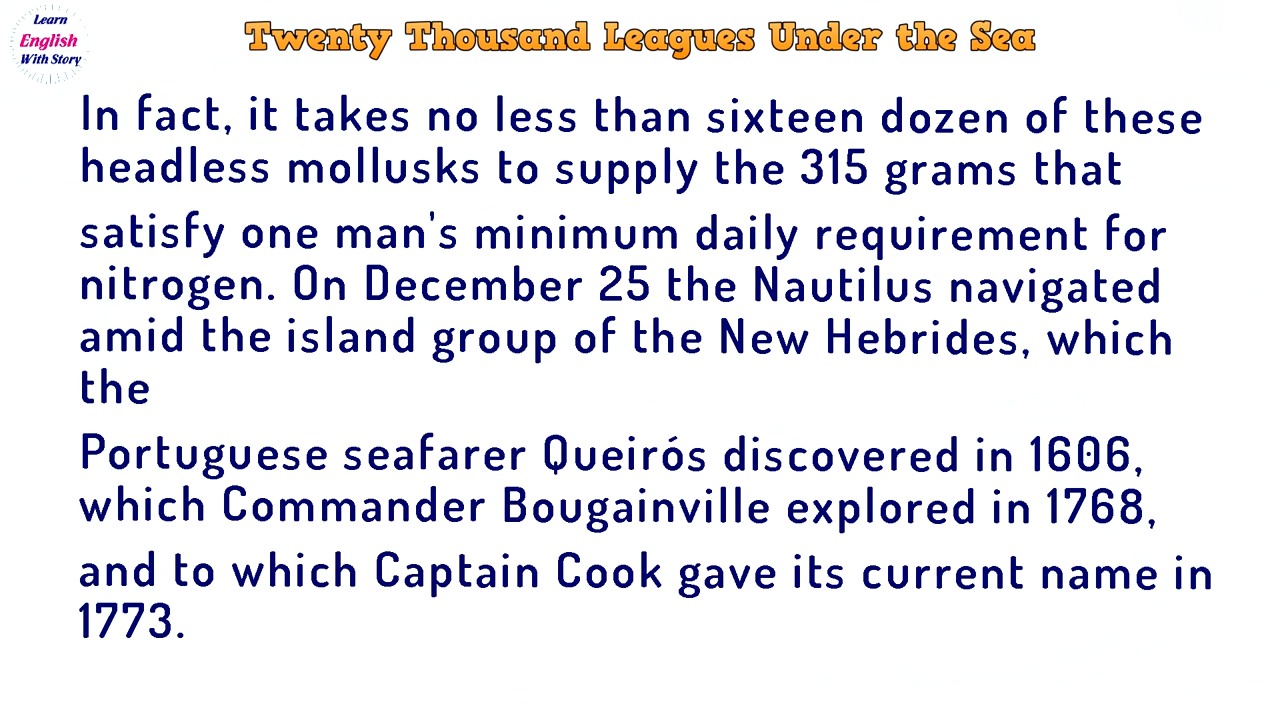 Learn
English
With Story
Twenty Thousand Leagues Under the Sea
In fact, it takes no less than sixteen dozen of these
headless mollusks to supply the 315 grams that
satisfy one man's minimum daily requirement for
nitrogen. On December 25 the Nautilus navigated
amid the island group of the New Hebrides, which
the
Portuguese seafarer Queirós discovered in 1606,
which Commander Bougainville explored in 1768,
and to which Captain Cook gave its current name in
1773.